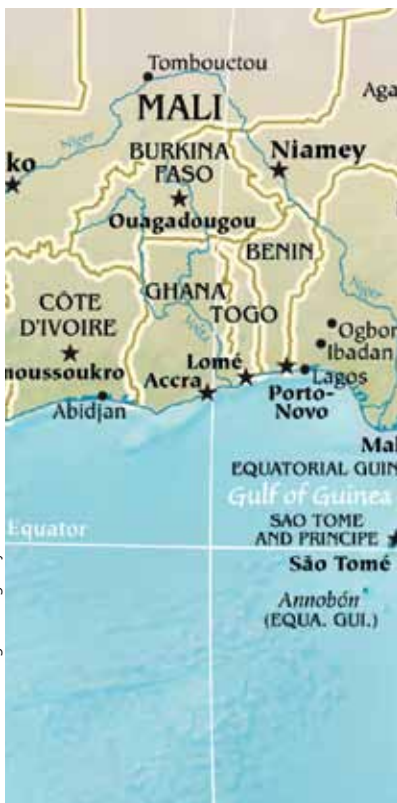 Tombouctou
MALI
Aga
Niger
BURKINA
FASO
Niamey
ko
Ouagadougou
BENIN
GHANA
Niger
CÔTE
D'IVOIRE
TOGO
Volta
Ogbor
Ibadan
moussoukro
Lomé
Accra
Lagos
Porto-
Novo
Abidjan
Mal
EQUATORIAL GUIN
Gulf of Guinea
SAO TOME
AND PRINCIPE
Equator
São Tomé
Annobón
(EQUA. GUI.)